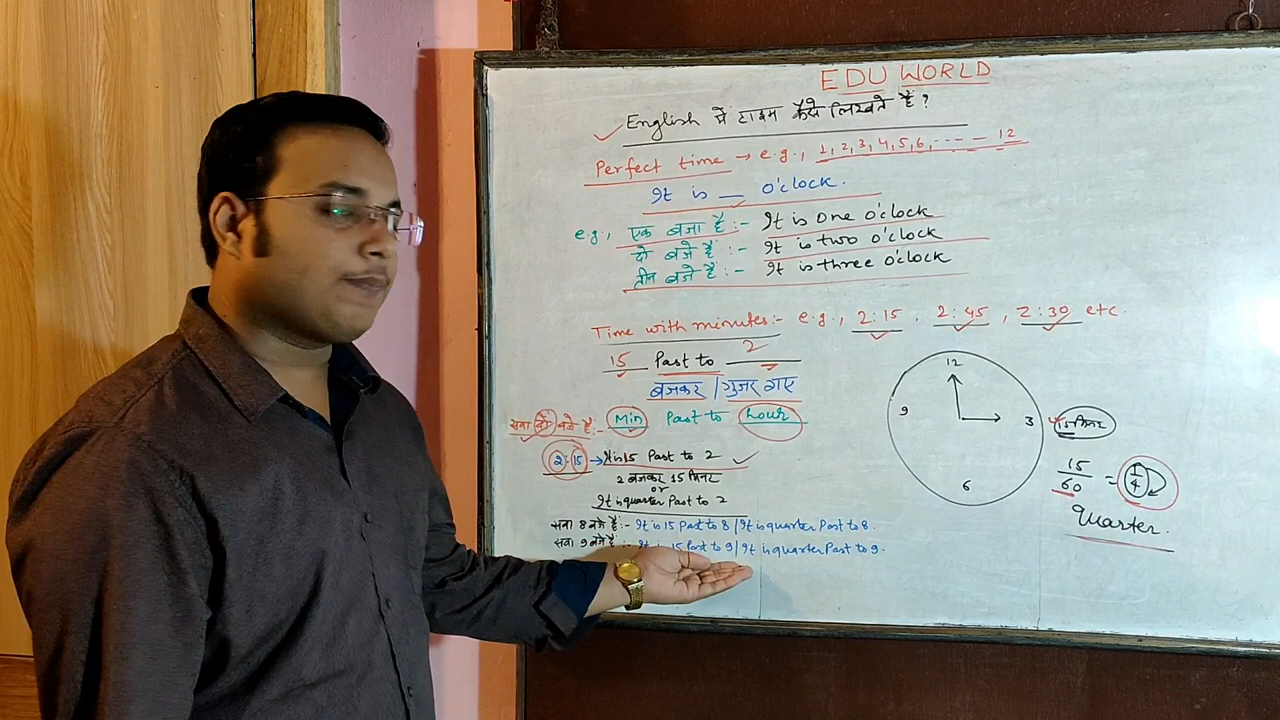 EDU WORLD
English में टाइम कैसे लिखते हैं ?
Perfect time → e.g., 1, 2, 3, 4, 5, 6, ---- - 12
It is __ o'clock.
e.g., एक बजा है :- It is One o'clock
दो बजे हैं :- It is two o'clock
तीन बजे हैं :- It is three o'clock
Time with minutes:- e.g., 2:15 , 2:45 , 2:30 etc.
15 Past to 2
बजकर / गुजर गए
सवा दो बजे हैं :- Min Past to hour
2:15 → It is 15 Past to 2
2 बजकर 15 मिनट
or
It is quarter Past to 2
सवा 8 बजे हैं :- It is 15 Past to 8 / It is quarter Past to 8.
सवा 9 बजे हैं :- It is 15 Past to 9 / It is quarter Past to 9.
12
9 3
6
मिनट
15/60 = 1/4
quarter.